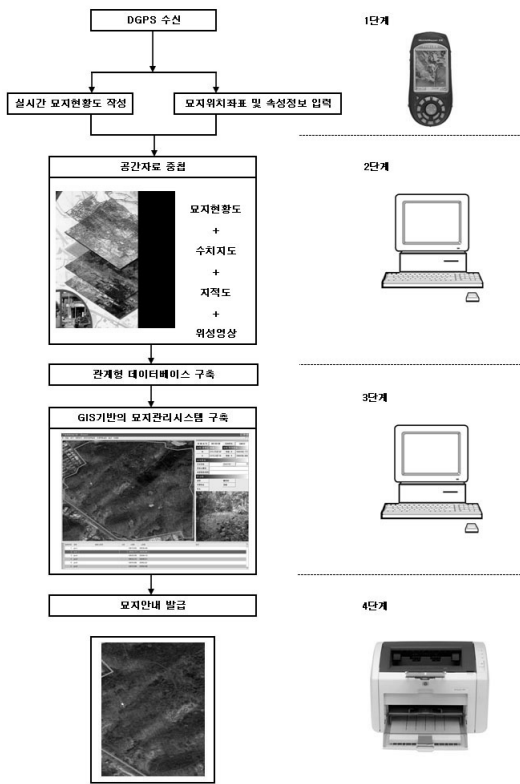 DGPS 수신
1단계
실시간 묘지현황도 작성
묘지위치좌표 및 속성정보 입력
공간자료 중첩
2단계
묘지현황도
+
수치지도
+
지적도
+
위성영상
관계형 데이터베이스 구축
3단계
GIS기반의 묘지관리시스템 구축
묘지안내 발급
4단계